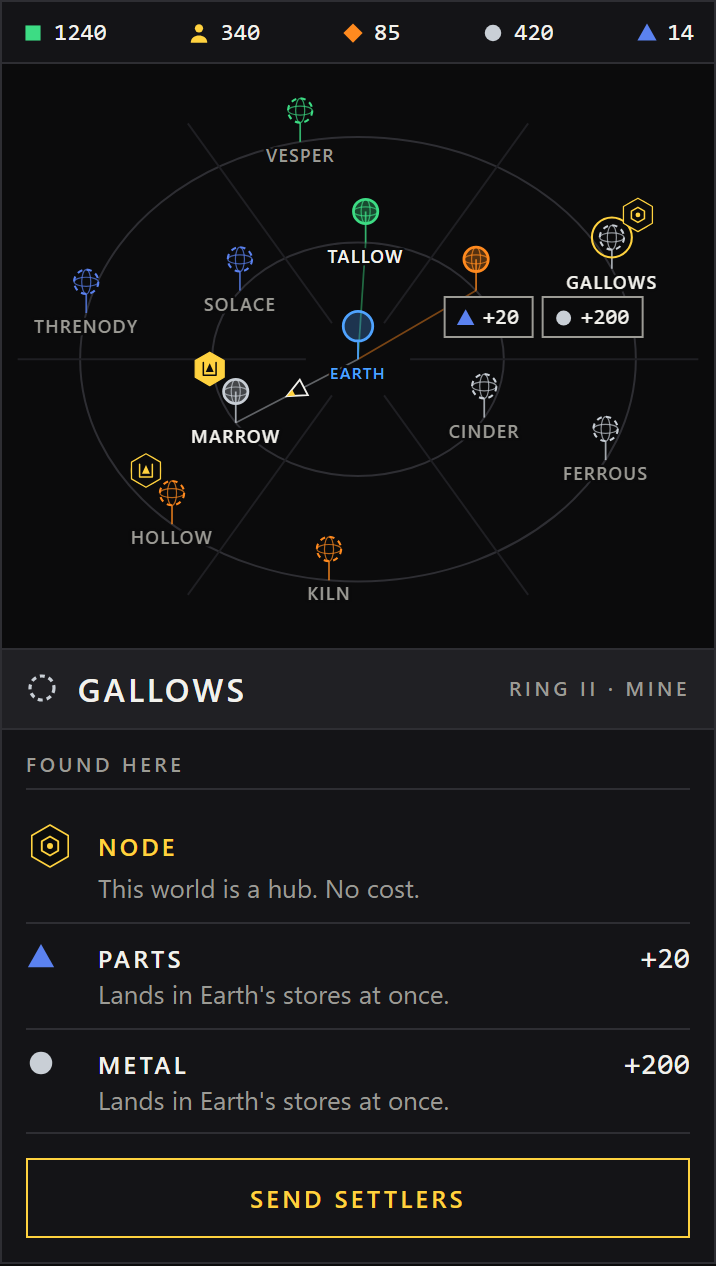 1240 340 85 420 14
VESPER
TALLOW
GALLOWS
SOLACE
THRENODY
+20 +200
EARTH
CINDER
MARROW
FERROUS
HOLLOW
KILN
GALLOWS RING II · MINE
FOUND HERE
NODE
This world is a hub. No cost.
PARTS +20
Lands in Earth's stores at once.
METAL +200
Lands in Earth's stores at once.
SEND SETTLERS